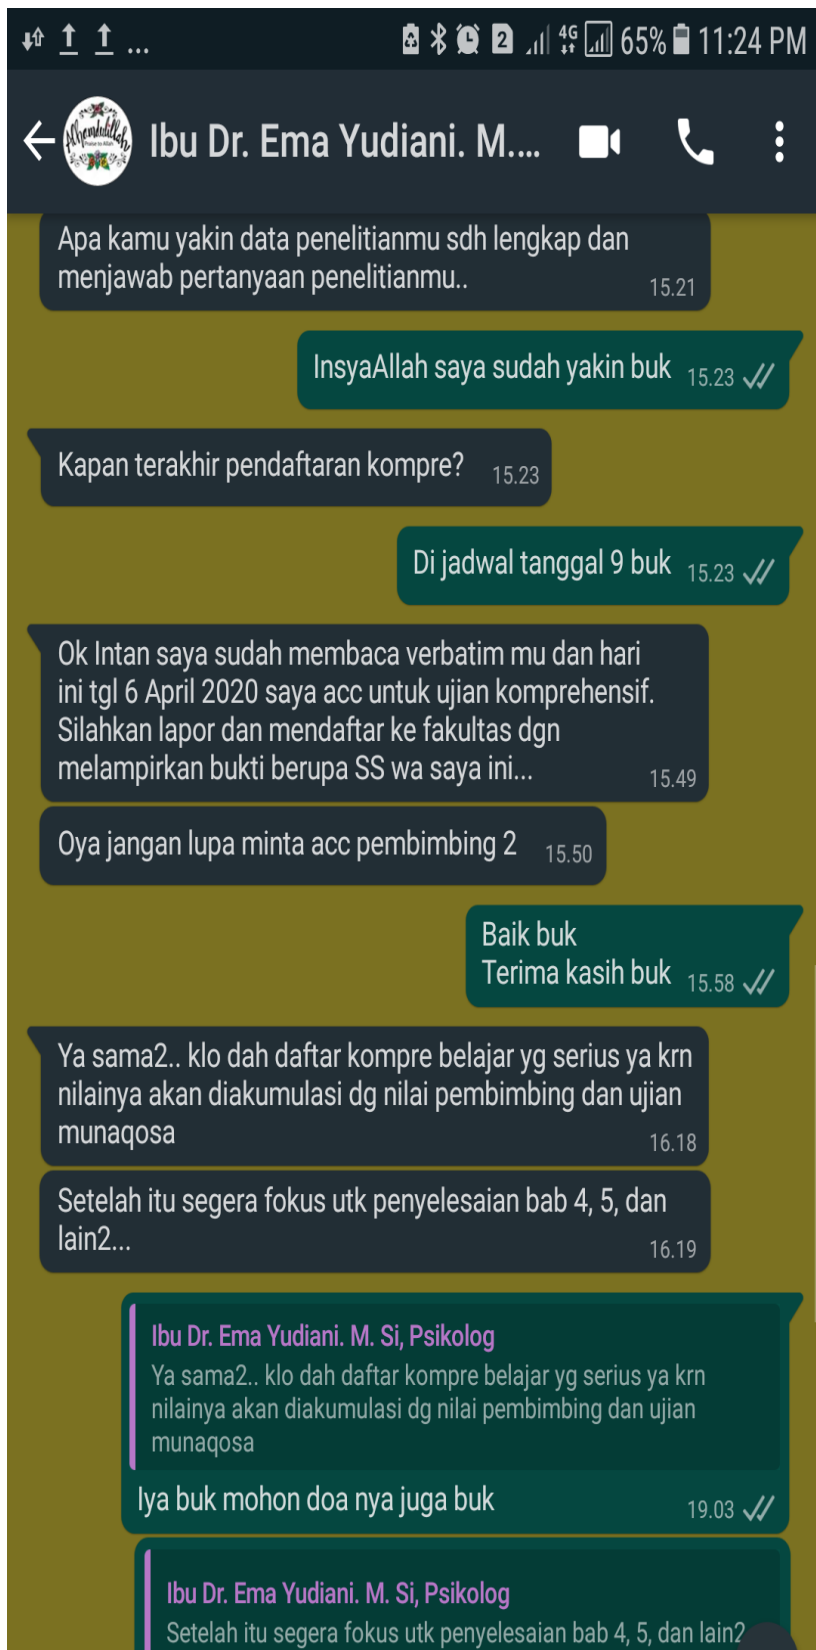 ... 2 4G 65% 11:24 PM
Alhamdulillah
Praise to Allah
Ibu Dr. Ema Yudiani. M....
Apa kamu yakin data penelitianmu sdh lengkap dan
menjawab pertanyaan penelitianmu..
15.21
InsyaAllah saya sudah yakin buk 15.23
Kapan terakhir pendaftaran kompre? 15.23
Di jadwal tanggal 9 buk 15.23
Ok Intan saya sudah membaca verbatim mu dan hari
ini tgl 6 April 2020 saya acc untuk ujian komprehensif.
Silahkan lapor dan mendaftar ke fakultas dgn
melampirkan bukti berupa SS wa saya ini...
15.49
Oya jangan lupa minta acc pembimbing 2 15.50
Baik buk
Terima kasih buk 15.58
Ya sama2.. klo dah daftar kompre belajar yg serius ya krn
nilainya akan diakumulasi dg nilai pembimbing dan ujian
munaqosa
16.18
Setelah itu segera fokus utk penyelesaian bab 4, 5, dan
lain2...
16.19
Ibu Dr. Ema Yudiani. M. Si, Psikolog
Ya sama2.. klo dah daftar kompre belajar yg serius ya krn
nilainya akan diakumulasi dg nilai pembimbing dan ujian
munaqosa
Iya buk mohon doa nya juga buk 19.03
Ibu Dr. Ema Yudiani. M. Si, Psikolog
Setelah itu segera fokus utk penyelesaian bab 4, 5, dan lain2